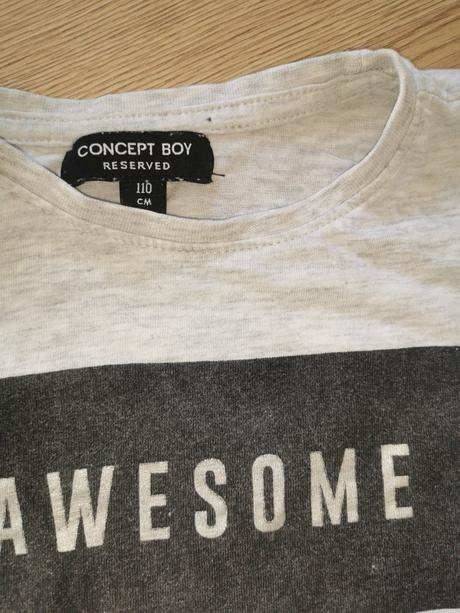 CONCEPT BOY
RESERVED
110
CM
AWESOME